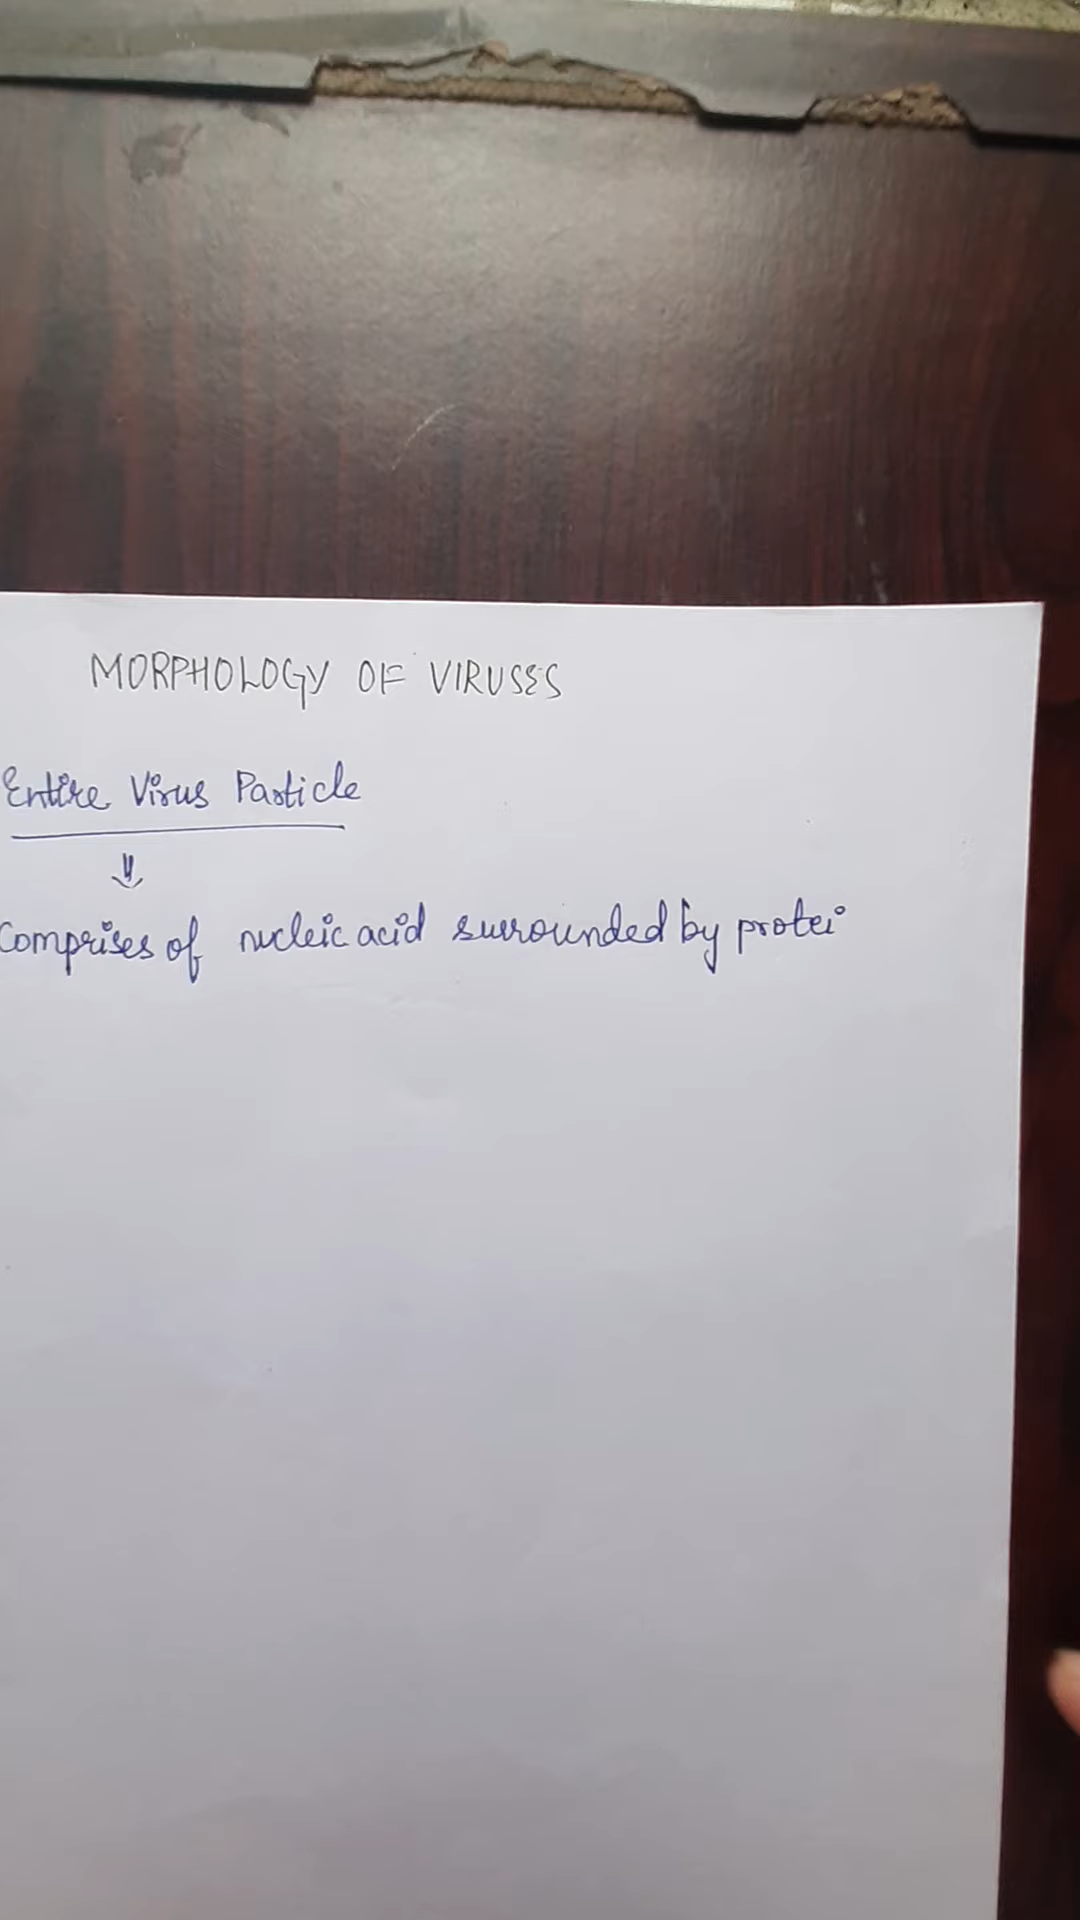 MORPHOLOGY OF VIRUSES
Entire Virus Particle
Comprises of nucleic acid surrounded by protei